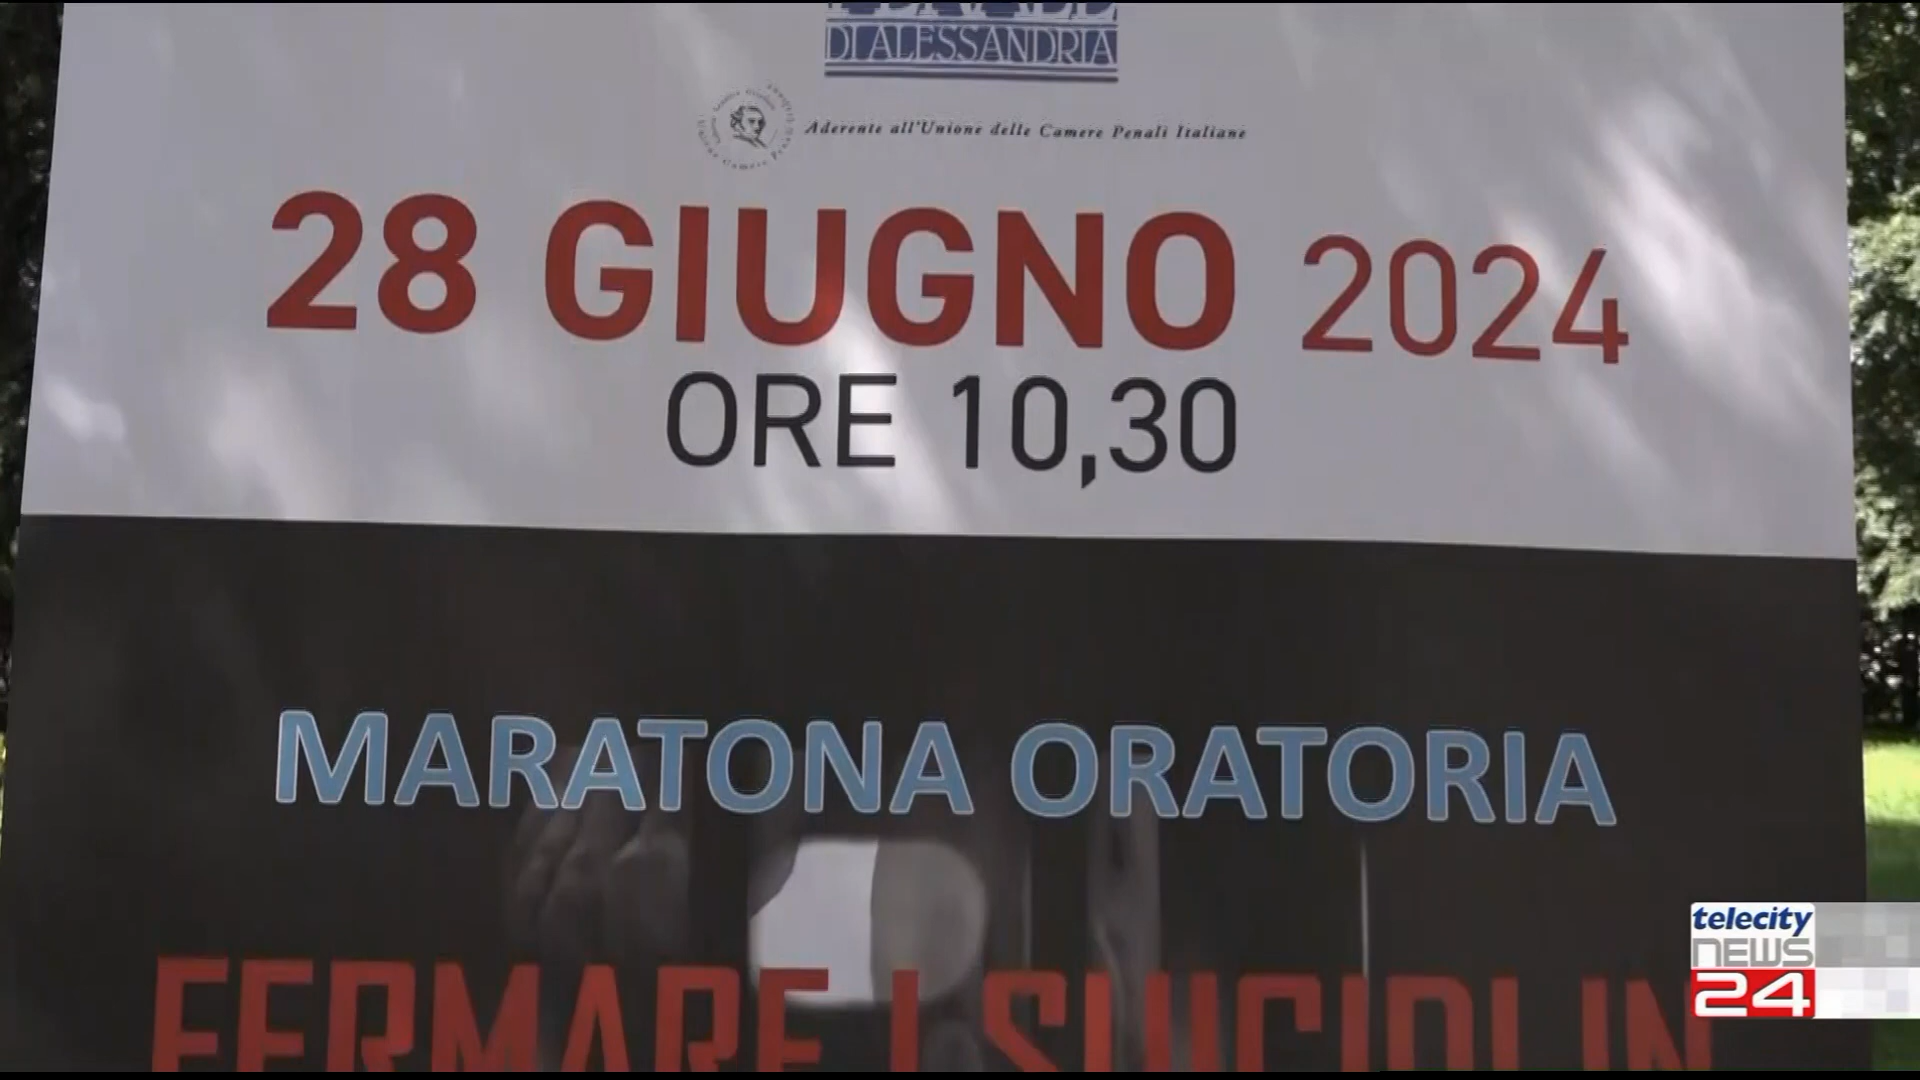 DI ALESSANDRIA
Aderente all'Unione delle Camere Penali Italiane
28 GIUGNO 2024
ORE 10,30
MARATONA ORATORIA
FERMARE I SUICIDI IN
telecity
NEWS
24